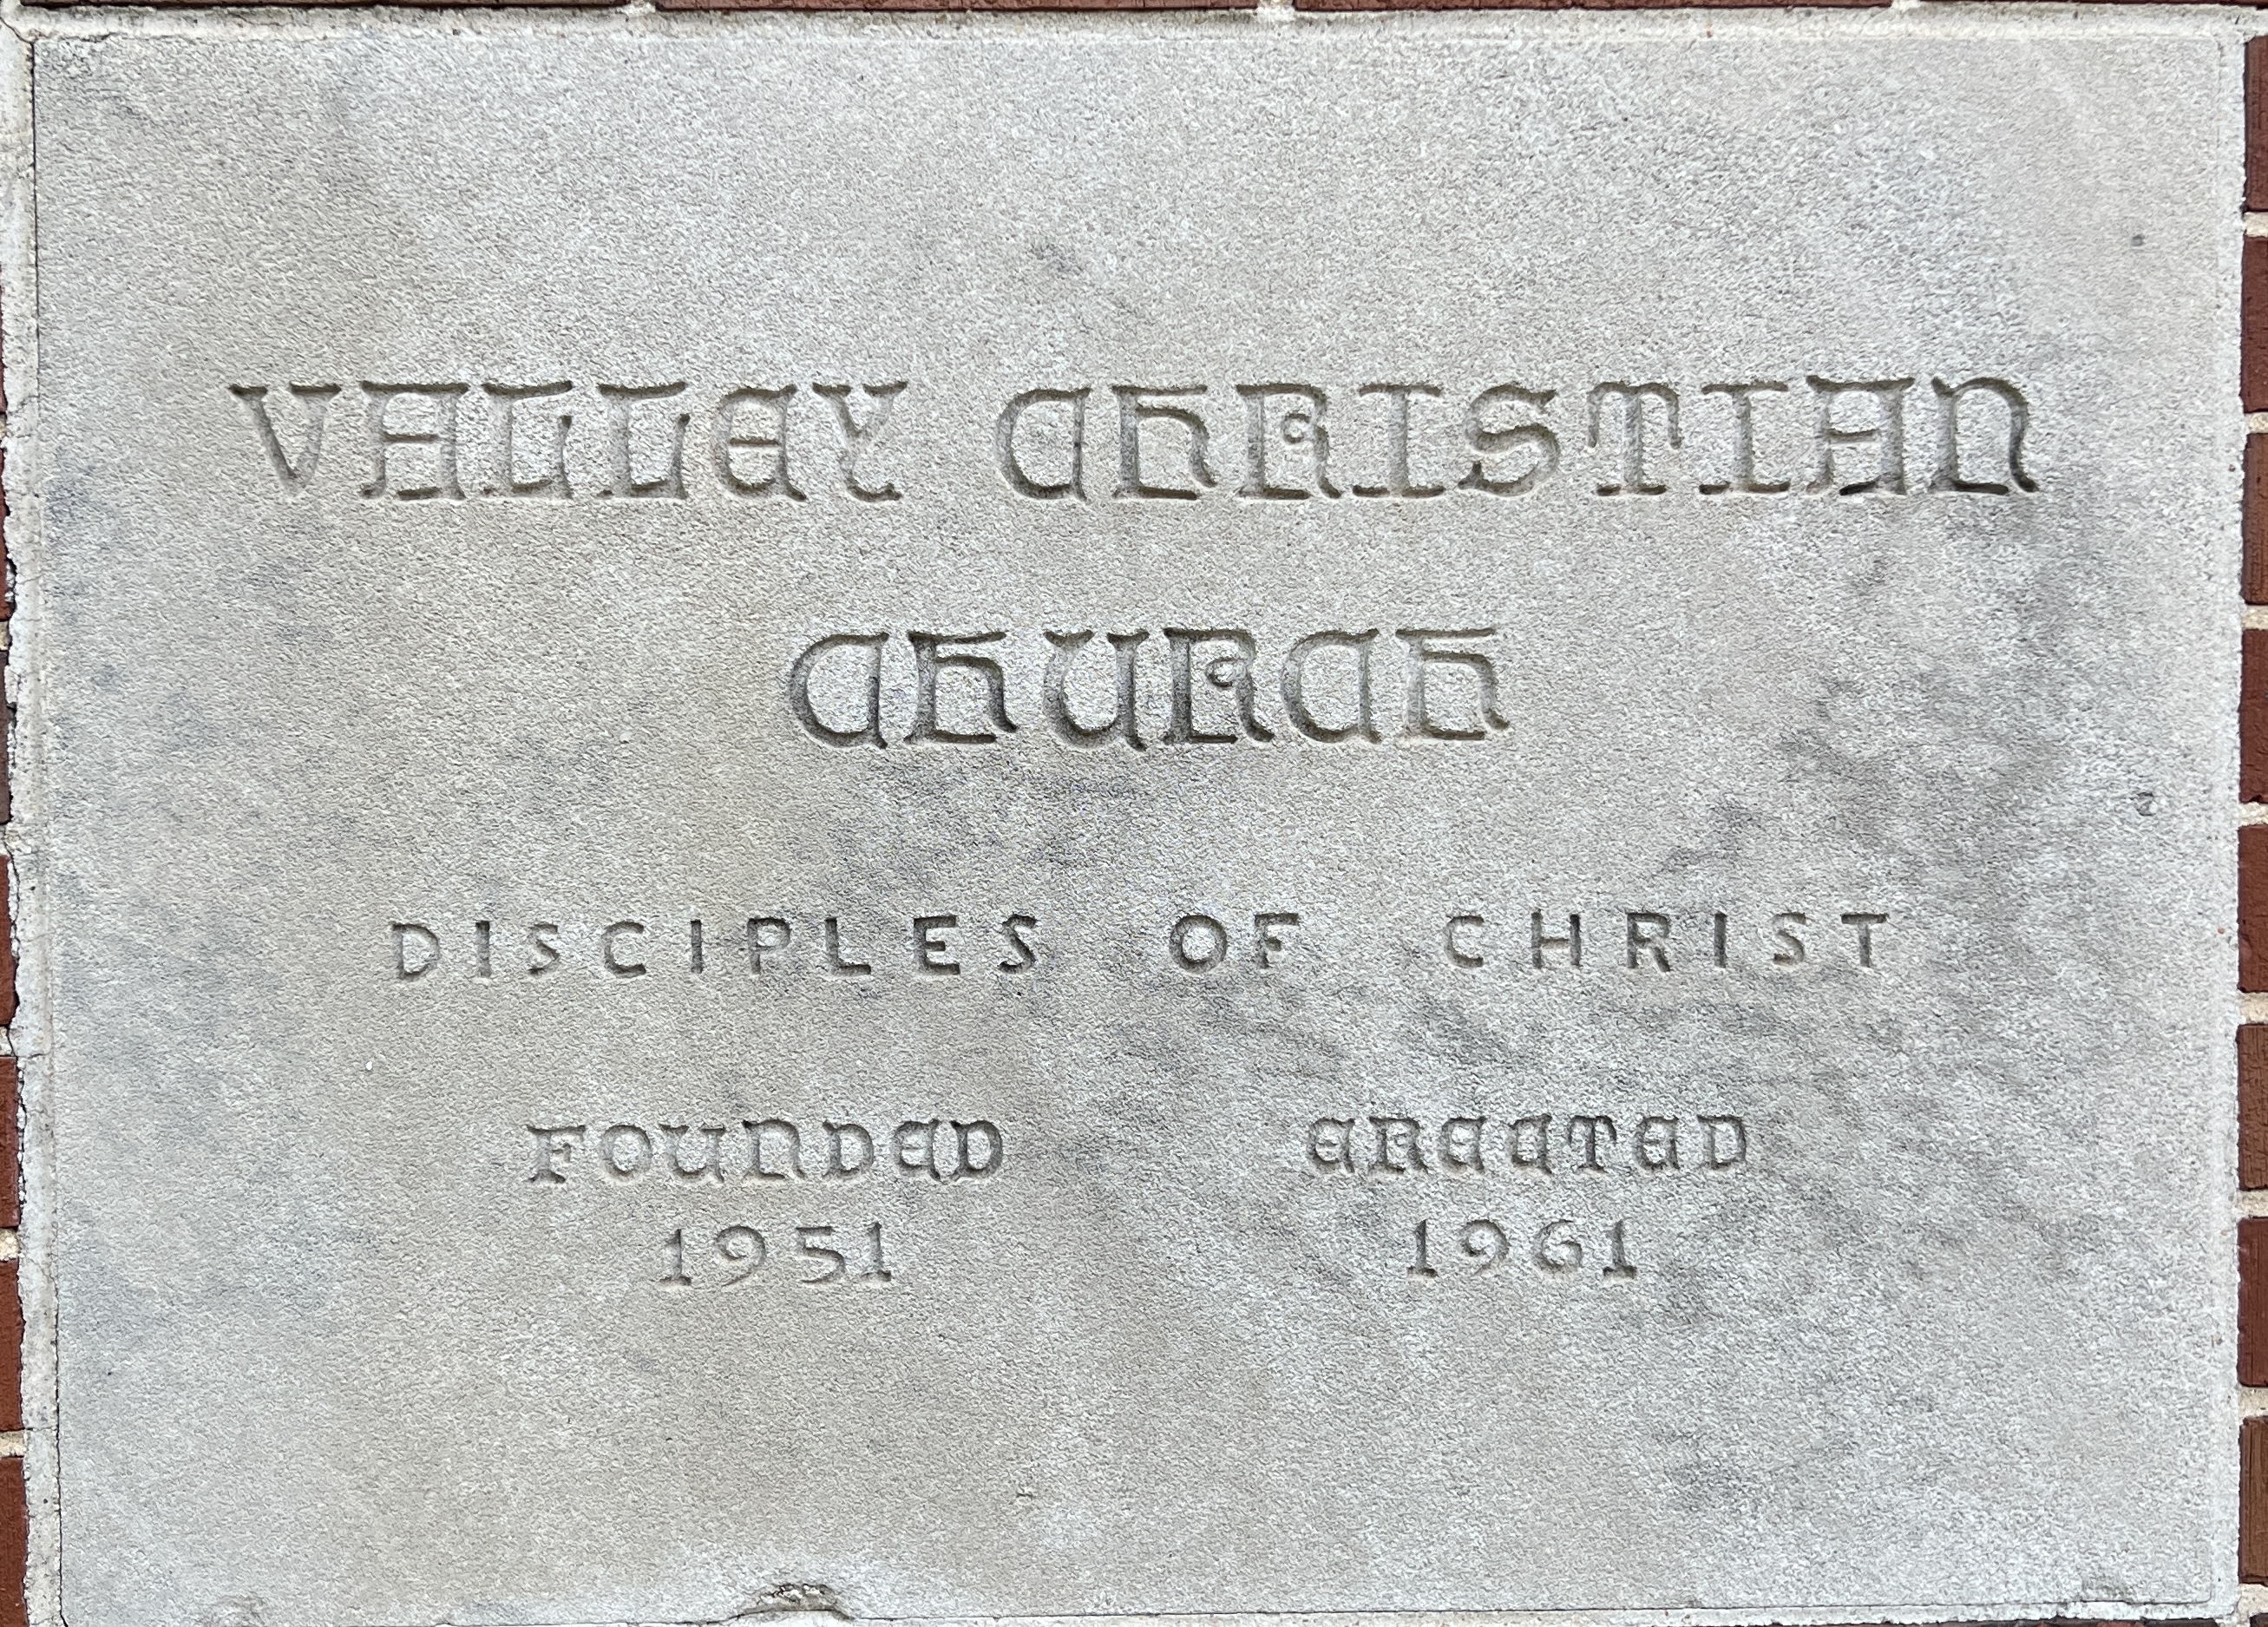 VALLEY CHRISTIAN
CHURCH
DISCIPLES OF CHRIST
FOUNDED ERECTED
1951 1961